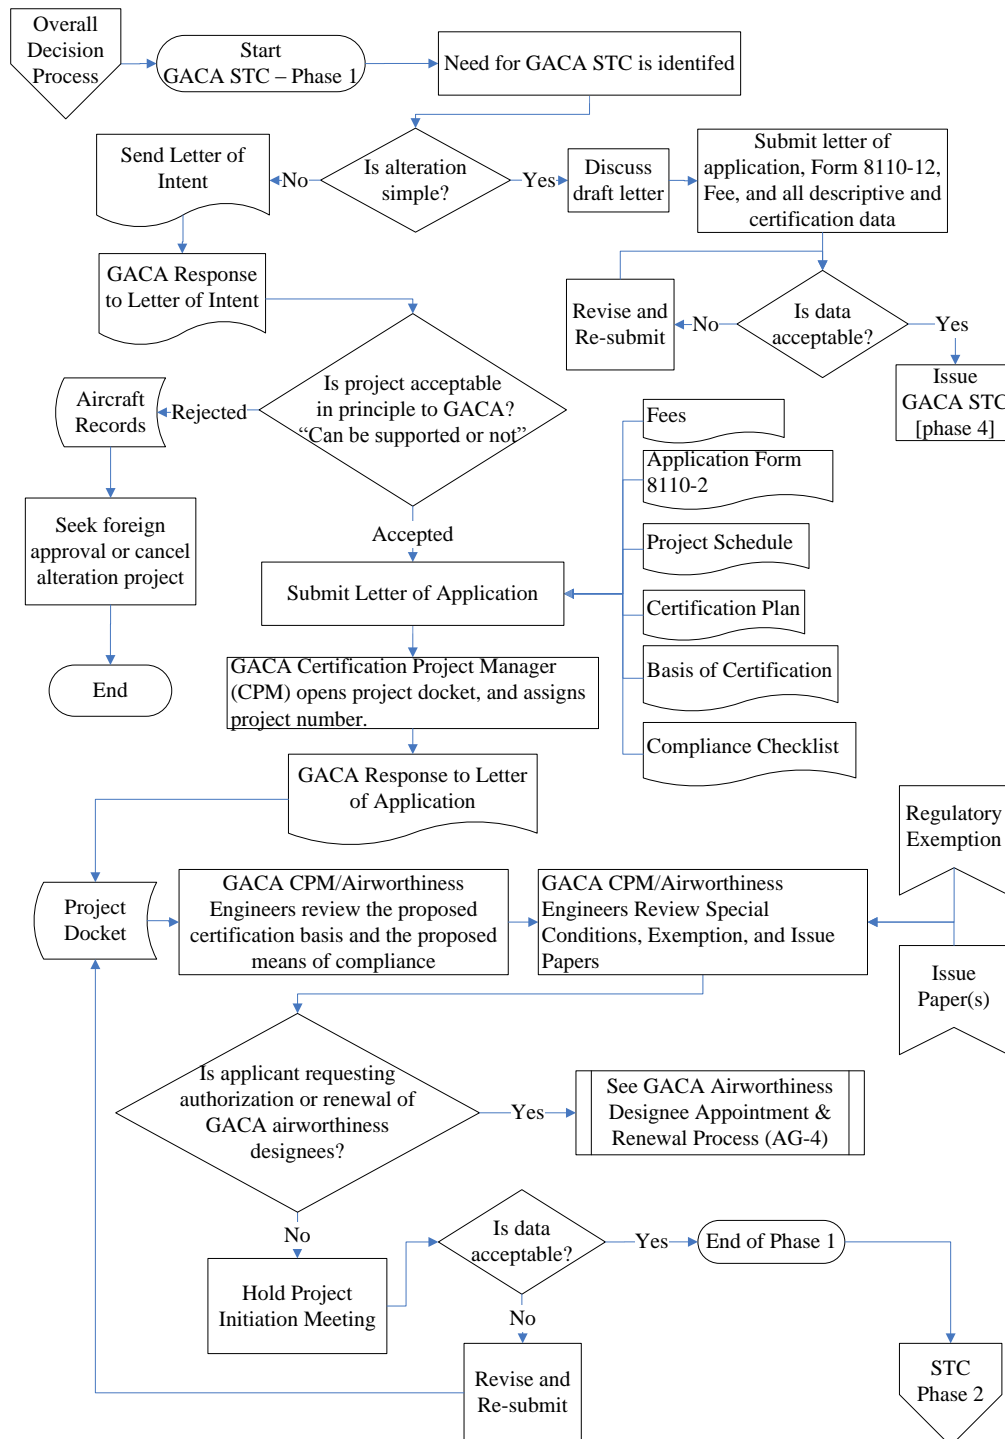 Overall
Decision
Process
Start
GACA STC – Phase 1
Need for GACA STC is identifed
Send Letter of
Intent
No
Is alteration
simple?
Yes
Discuss
draft letter
Submit letter of
application, Form 8110-12,
Fee, and all descriptive and
certification data
GACA Response
to Letter of Intent
Revise and
Re-submit
No
Is data
acceptable?
Yes
Issue
GACA STC
[phase 4]
Aircraft
Records
Rejected
Is project acceptable
in principle to GACA?
“Can be supported or not”
Fees
Application Form
8110-2
Seek foreign
approval or cancel
alteration project
Accepted
Project Schedule
Submit Letter of Application
Certification Plan
End
GACA Certification Project Manager
(CPM) opens project docket, and assigns
project number.
Basis of Certification
Compliance Checklist
GACA Response to Letter
of Application
Regulatory
Exemption
Project
Docket
GACA CPM/Airworthiness
Engineers review the proposed
certification basis and the proposed
means of compliance
GACA CPM/Airworthiness
Engineers Review Special
Conditions, Exemption, and Issue
Papers
Issue
Paper(s)
Is applicant requesting
authorization or renewal of
GACA airworthiness
designees?
Yes
See GACA Airworthiness
Designee Appointment &
Renewal Process (AG-4)
No
Hold Project
Initiation Meeting
Is data
acceptable?
Yes
End of Phase 1
No
Revise and
Re-submit
STC
Phase 2